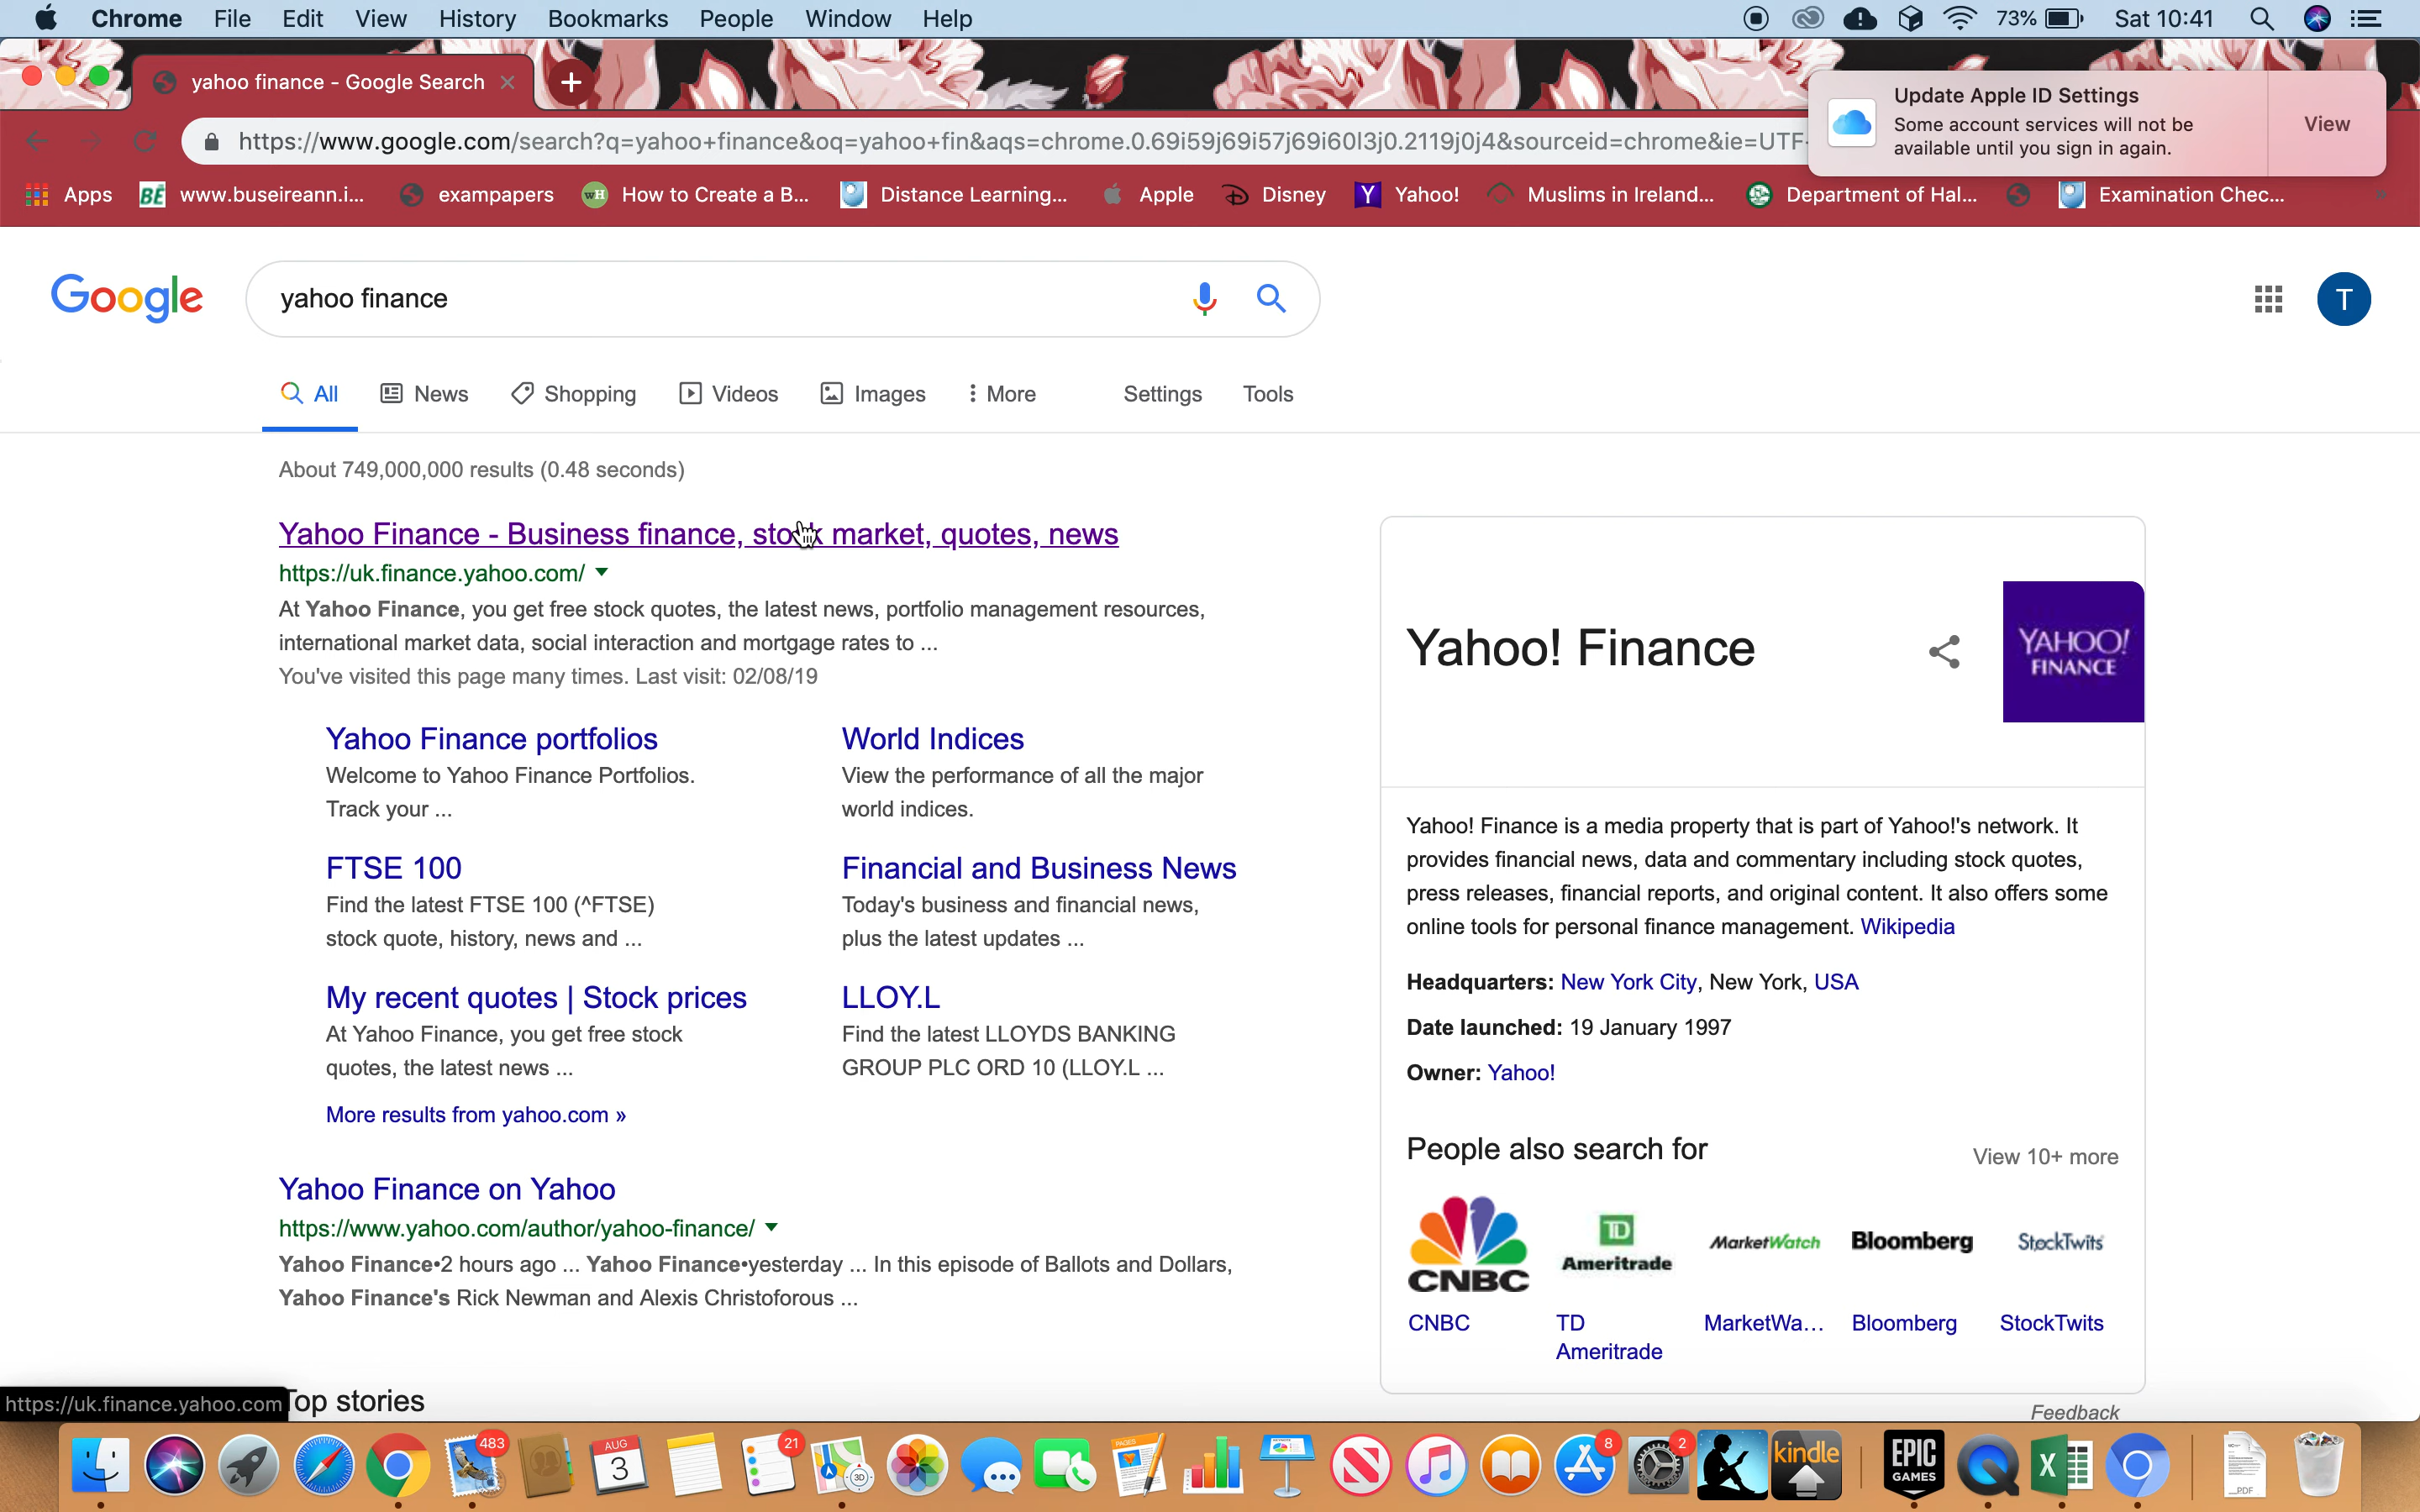 Chrome File Edit View History Bookmarks People Window Help 73% Sat 10:41
yahoo finance - Google Search
Update Apple ID Settings
Some account services will not be
available until you sign in again.
View
https://www.google.com/search?q=yahoo+finance&oq=yahoo+fin&aqs=chrome.0.69i59j69i57j69i60l3j0.2119j0j4&sourceid=chrome&ie=UTF-
Apps BÉ www.buseireann.i... exampapers wH How to Create a B... Distance Learning... Apple Disney Y Yahoo! Muslims in Ireland... Department of Hal... Examination Chec...
Google yahoo finance T
All News Shopping Videos Images More Settings Tools
About 749,000,000 results (0.48 seconds)
Yahoo Finance - Business finance, stock market, quotes, news
https://uk.finance.yahoo.com/
At Yahoo Finance, you get free stock quotes, the latest news, portfolio management resources,
international market data, social interaction and mortgage rates to ...
You've visited this page many times. Last visit: 02/08/19
Yahoo Finance portfolios
Welcome to Yahoo Finance Portfolios.
Track your ...
World Indices
View the performance of all the major
world indices.
FTSE 100
Find the latest FTSE 100 (^FTSE)
stock quote, history, news and ...
Financial and Business News
Today's business and financial news,
plus the latest updates ...
My recent quotes | Stock prices
At Yahoo Finance, you get free stock
quotes, the latest news ...
LLOY.L
Find the latest LLOYDS BANKING
GROUP PLC ORD 10 (LLOY.L ...
More results from yahoo.com »
Yahoo Finance on Yahoo
https://www.yahoo.com/author/yahoo-finance/
Yahoo Finance•2 hours ago ... Yahoo Finance•yesterday ... In this episode of Ballots and Dollars,
Yahoo Finance's Rick Newman and Alexis Christoforous ...
Top stories
https://uk.finance.yahoo.com
Yahoo! Finance
YAHOO!
FINANCE
Yahoo! Finance is a media property that is part of Yahoo!'s network. It
provides financial news, data and commentary including stock quotes,
press releases, financial reports, and original content. It also offers some
online tools for personal finance management. Wikipedia
Headquarters: New York City, New York, USA
Date launched: 19 January 1997
Owner: Yahoo!
People also search for
View 10+ more
CNBC
TD
Ameritrade
MarketWatch
Bloomberg
StockTwits
CNBC
TD
Ameritrade
MarketWa...
Bloomberg
StockTwits
Feedback
483
AUG
3
21
3D
PAGES
8
2
kindle
EPIC
GAMES
X
PDF